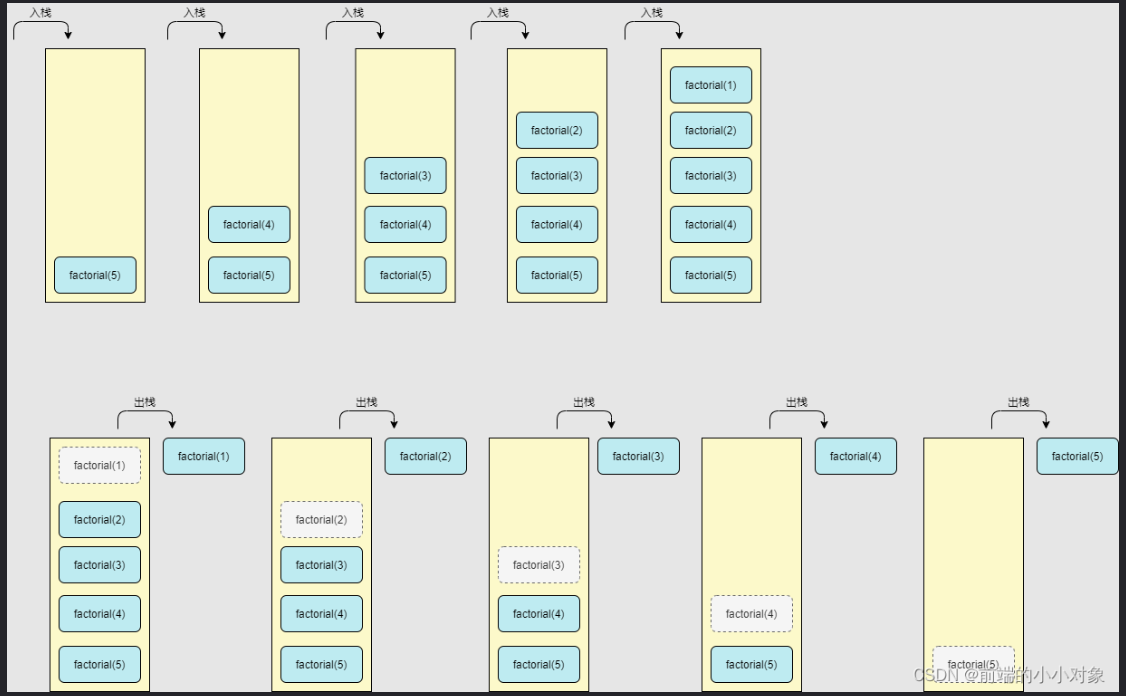 入栈
入栈
入栈
入栈
入栈
factorial(5)
factorial(4)
factorial(5)
factorial(3)
factorial(4)
factorial(5)
factorial(2)
factorial(3)
factorial(4)
factorial(5)
factorial(1)
factorial(2)
factorial(3)
factorial(4)
factorial(5)
出栈
出栈
出栈
出栈
出栈
factorial(1)
factorial(1)
factorial(2)
factorial(3)
factorial(4)
factorial(5)
factorial(2)
factorial(2)
factorial(3)
factorial(4)
factorial(5)
factorial(3)
factorial(3)
factorial(4)
factorial(5)
factorial(4)
factorial(4)
factorial(5)
factorial(5)
factorial(5)
CSDN @前端的小小对象